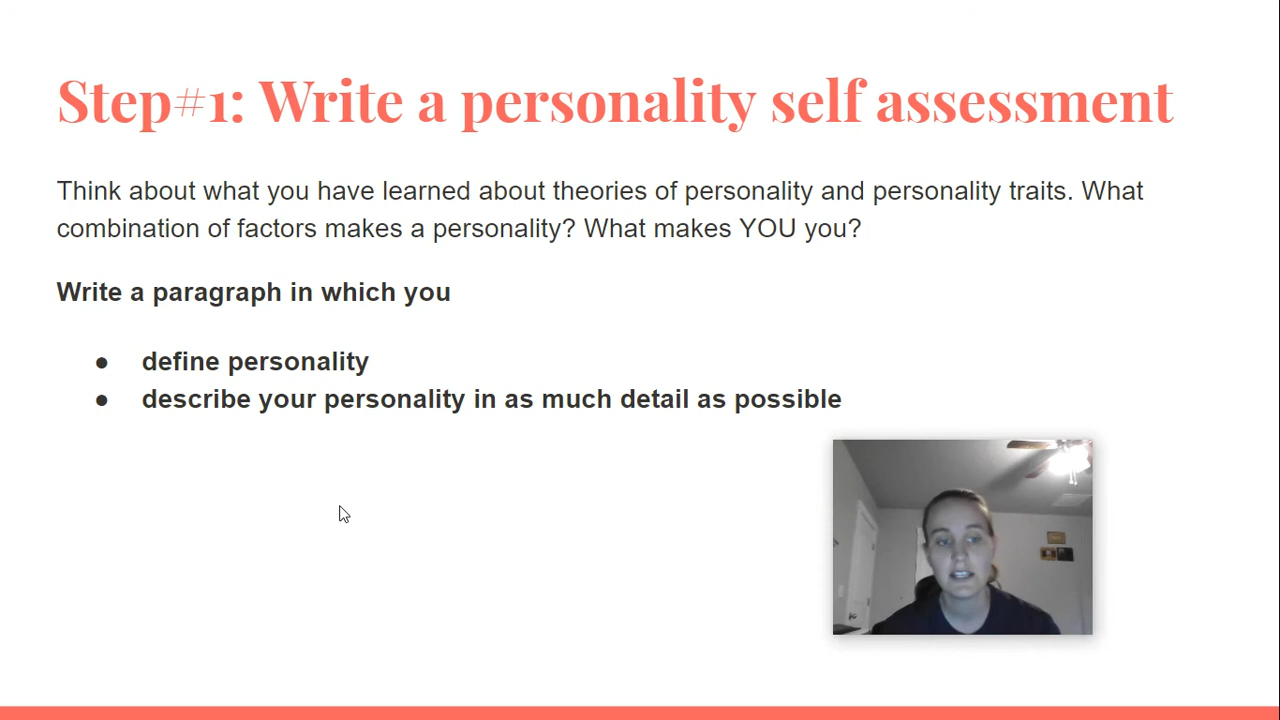 Step#1: Write a personality self assessment
Think about what you have learned about theories of personality and personality traits. What
combination of factors makes a personality? What makes YOU you?
Write a paragraph in which you
● define personality
● describe your personality in as much detail as possible